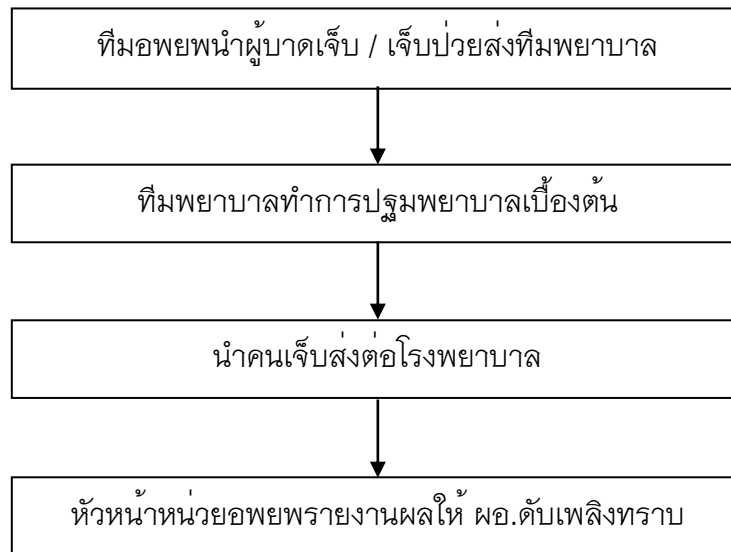 ทีมอพยพนำผู้บาดเจ็บ / เจ็บป่วยส่งทีมพยาบาล
ทีมพยาบาลทำการปฐมพยาบาลเบื้องต้น
นำคนเจ็บส่งต่อโรงพยาบาล
หัวหน้าหน่วยอพยพรายงานผลให้ ผอ.ดับเพลิงทราบ